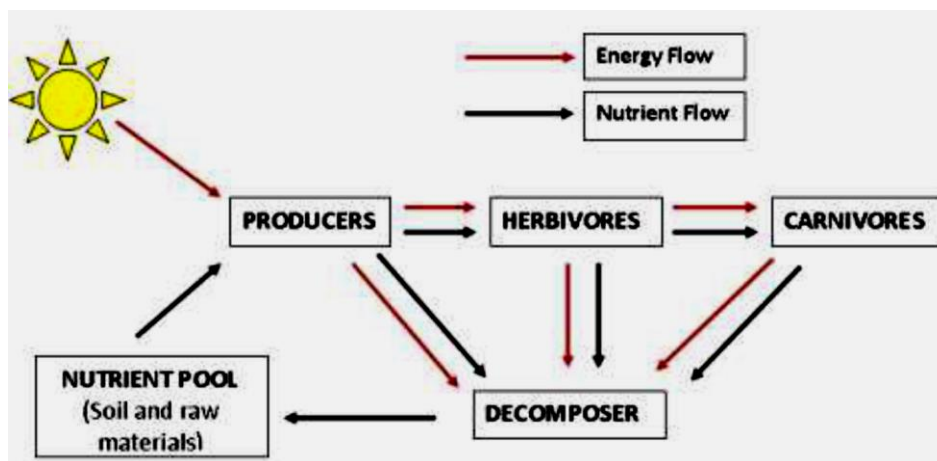 Energy Flow
Nutrient Flow
PRODUCERS
HERBIVORES
CARNIVORES
NUTRIENT POOL
(Soil and raw
materials)
DECOMPOSER